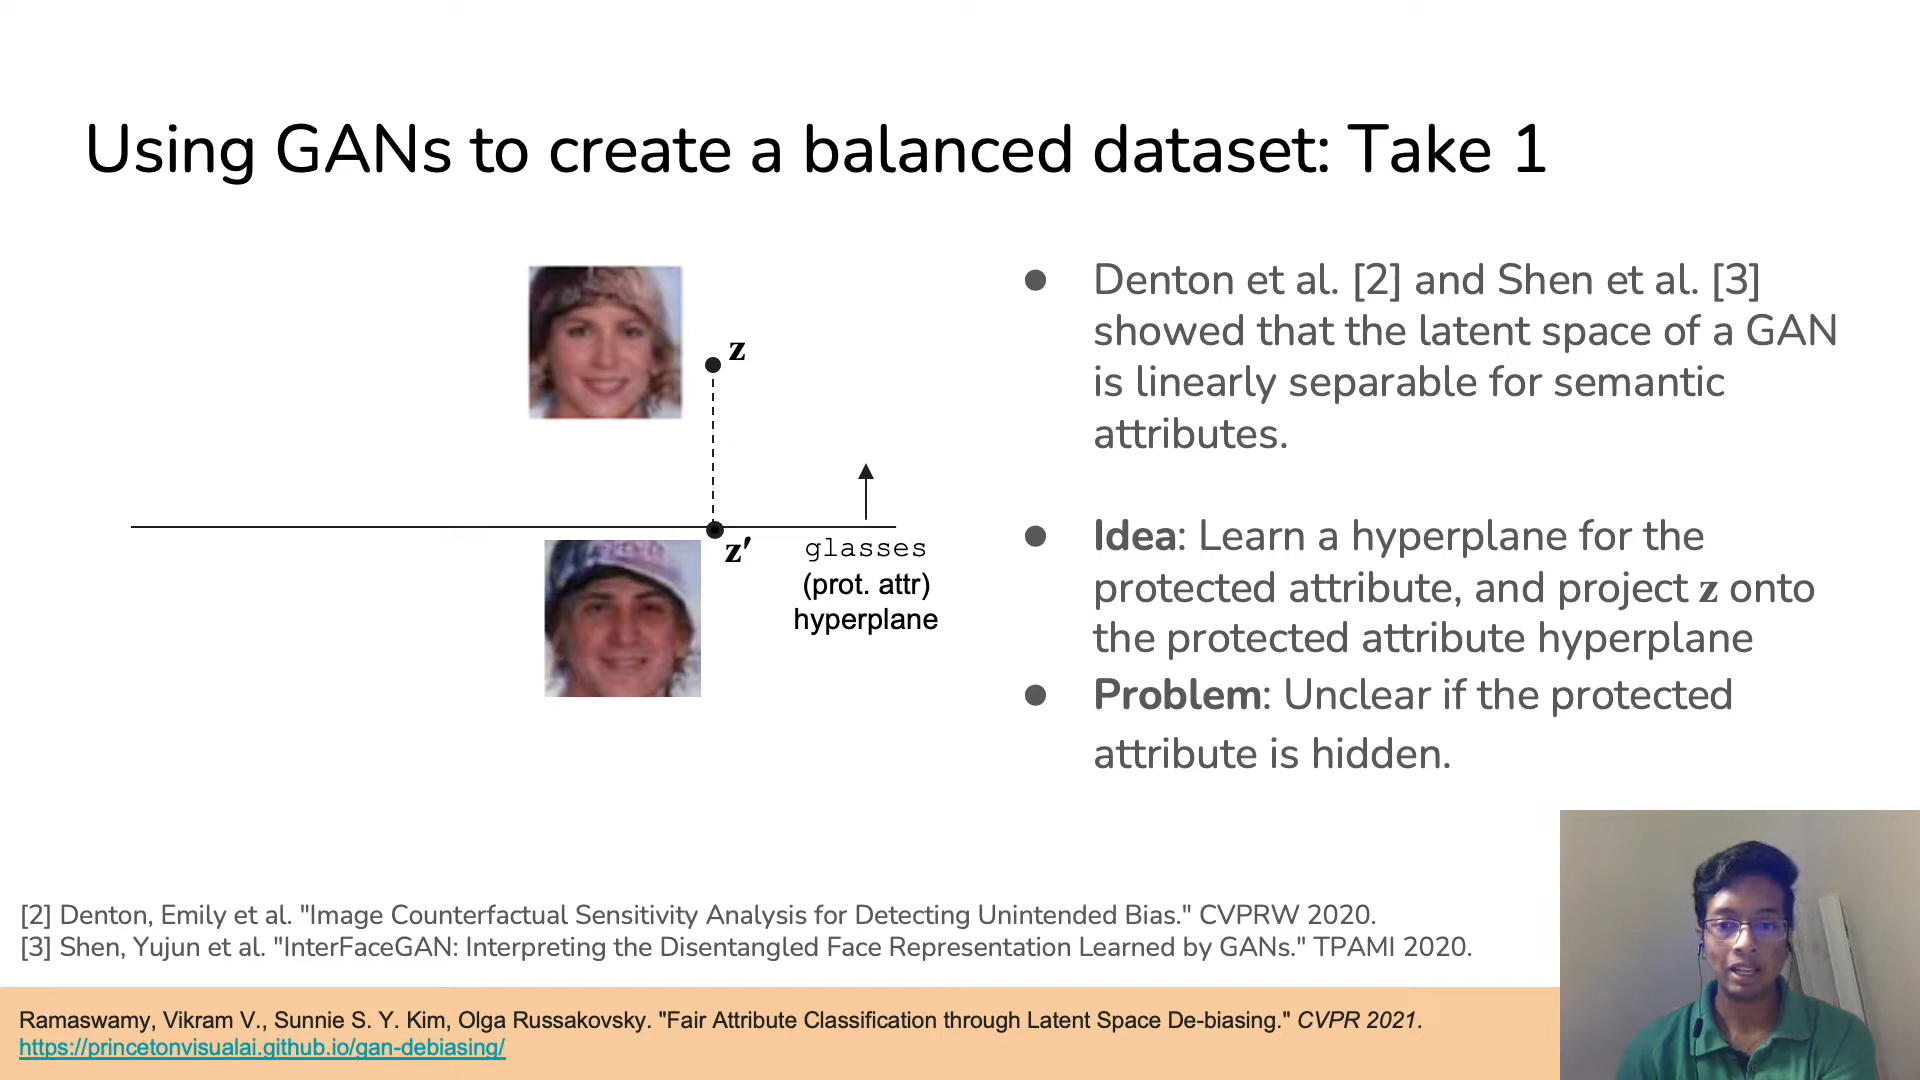 Using GANs to create a balanced dataset: Take 1
z
z′
glasses
(prot. attr)
hyperplane
● Denton et al. [2] and Shen et al. [3]
showed that the latent space of a GAN
is linearly separable for semantic
attributes.
● Idea: Learn a hyperplane for the
protected attribute, and project z onto
the protected attribute hyperplane
● Problem: Unclear if the protected
attribute is hidden.
[2] Denton, Emily et al. "Image Counterfactual Sensitivity Analysis for Detecting Unintended Bias." CVPRW 2020.
[3] Shen, Yujun et al. "InterFaceGAN: Interpreting the Disentangled Face Representation Learned by GANs." TPAMI 2020.
Ramaswamy, Vikram V., Sunnie S. Y. Kim, Olga Russakovsky. "Fair Attribute Classification through Latent Space De-biasing." CVPR 2021.
https://princetonvisualai.github.io/gan-debiasing/